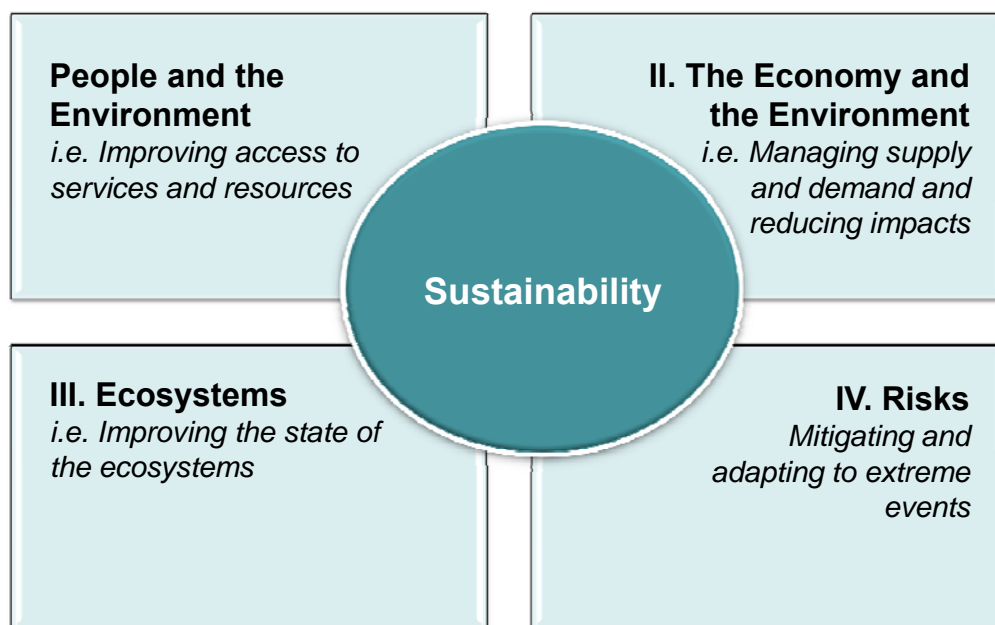 People and the
Environment
i.e. Improving access to
services and resources
II. The Economy and
the Environment
i.e. Managing supply
and demand and
reducing impacts
Sustainability
III. Ecosystems
i.e. Improving the state of
the ecosystems
IV. Risks
Mitigating and
adapting to extreme
events